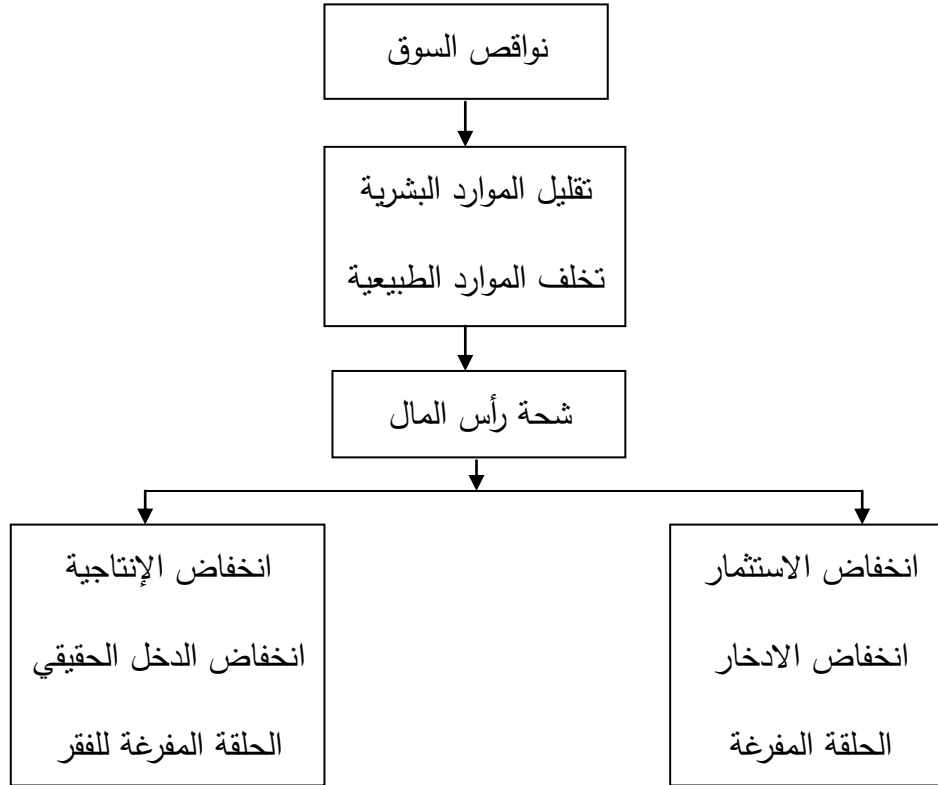 نواقص السوق
تقليل الموارد البشرية
تخلف الموارد الطبيعية
شحة رأس المال
انخفاض الاستثمار
انخفاض الادخار
الحلقة المفرغة
انخفاض الإنتاجية
انخفاض الدخل الحقيقي
الحلقة المفرغة للفقر